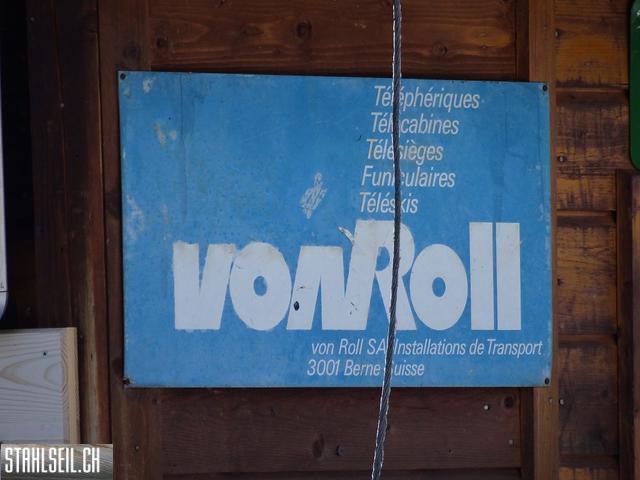 Téléphériques
Télécabines
Télésièges
Funiculaires
Téléskis
vonRoll
von Roll SA Installations de Transport
3001 Berne Suisse
STAHLSEIL.CH